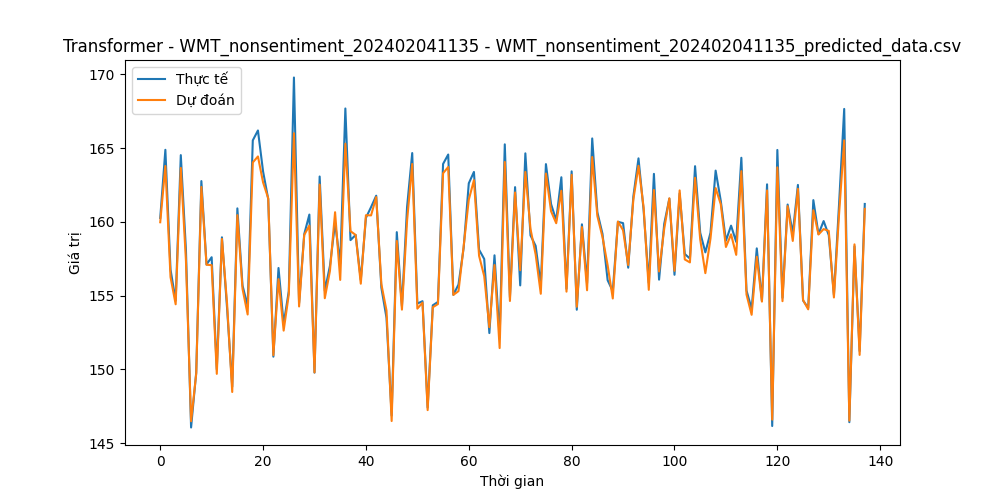 Transformer - WMT_nonsentiment_202402041135 - WMT_nonsentiment_202402041135_predicted_data.csv
Thực tế
Dự đoán
Giá trị
170
165
160
155
150
145
0 20 40 60 80 100 120 140
Thời gian